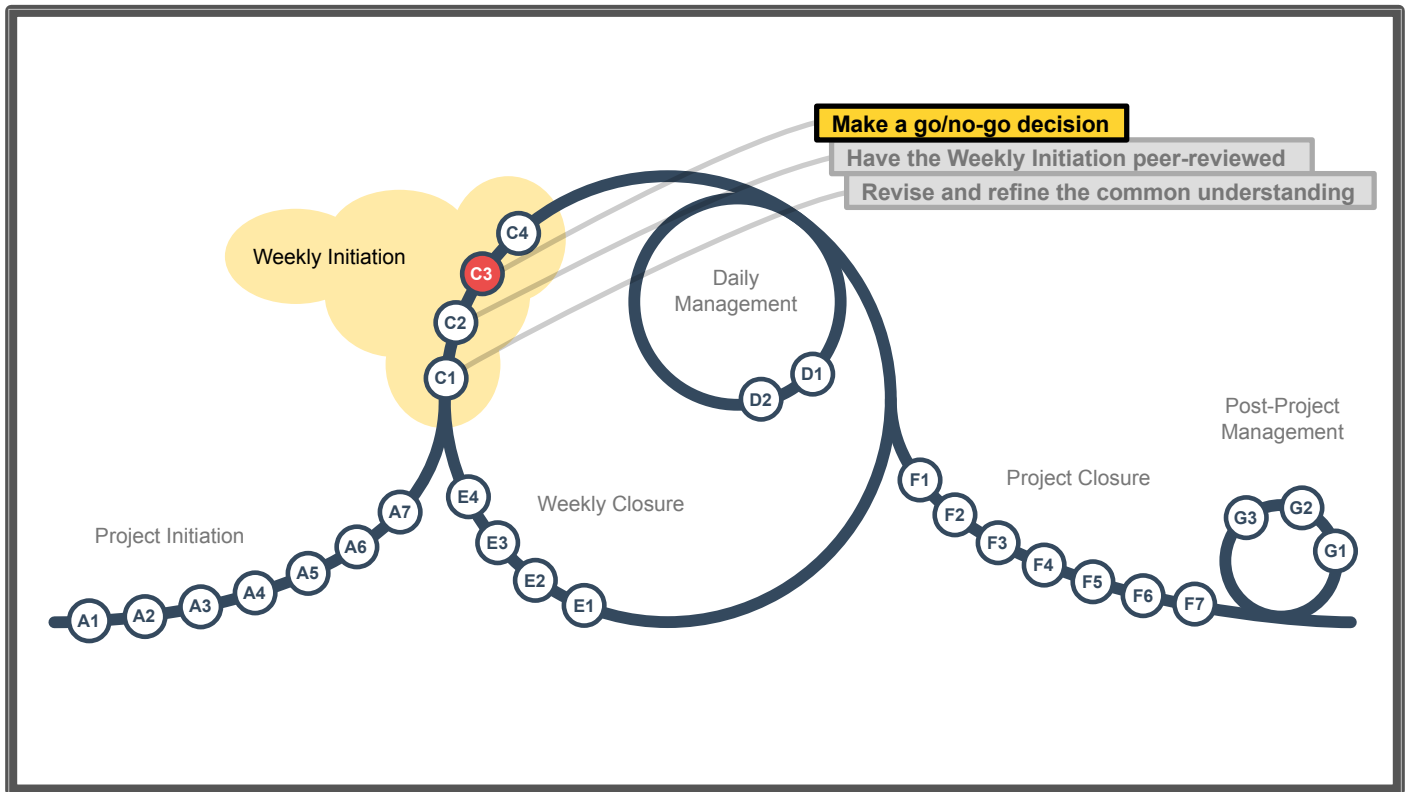 Make a go/no-go decision
Have the Weekly Initiation peer-reviewed
Revise and refine the common understanding
Weekly Initiation
C4
C3
C2
C1
Daily
Management
D1
D2
Post-Project
Management
G3
G2
G1
Project Closure
F1
F2
F3
F4
F5
F6
F7
Weekly Closure
E4
E3
E2
E1
Project Initiation
A7
A6
A5
A4
A3
A2
A1